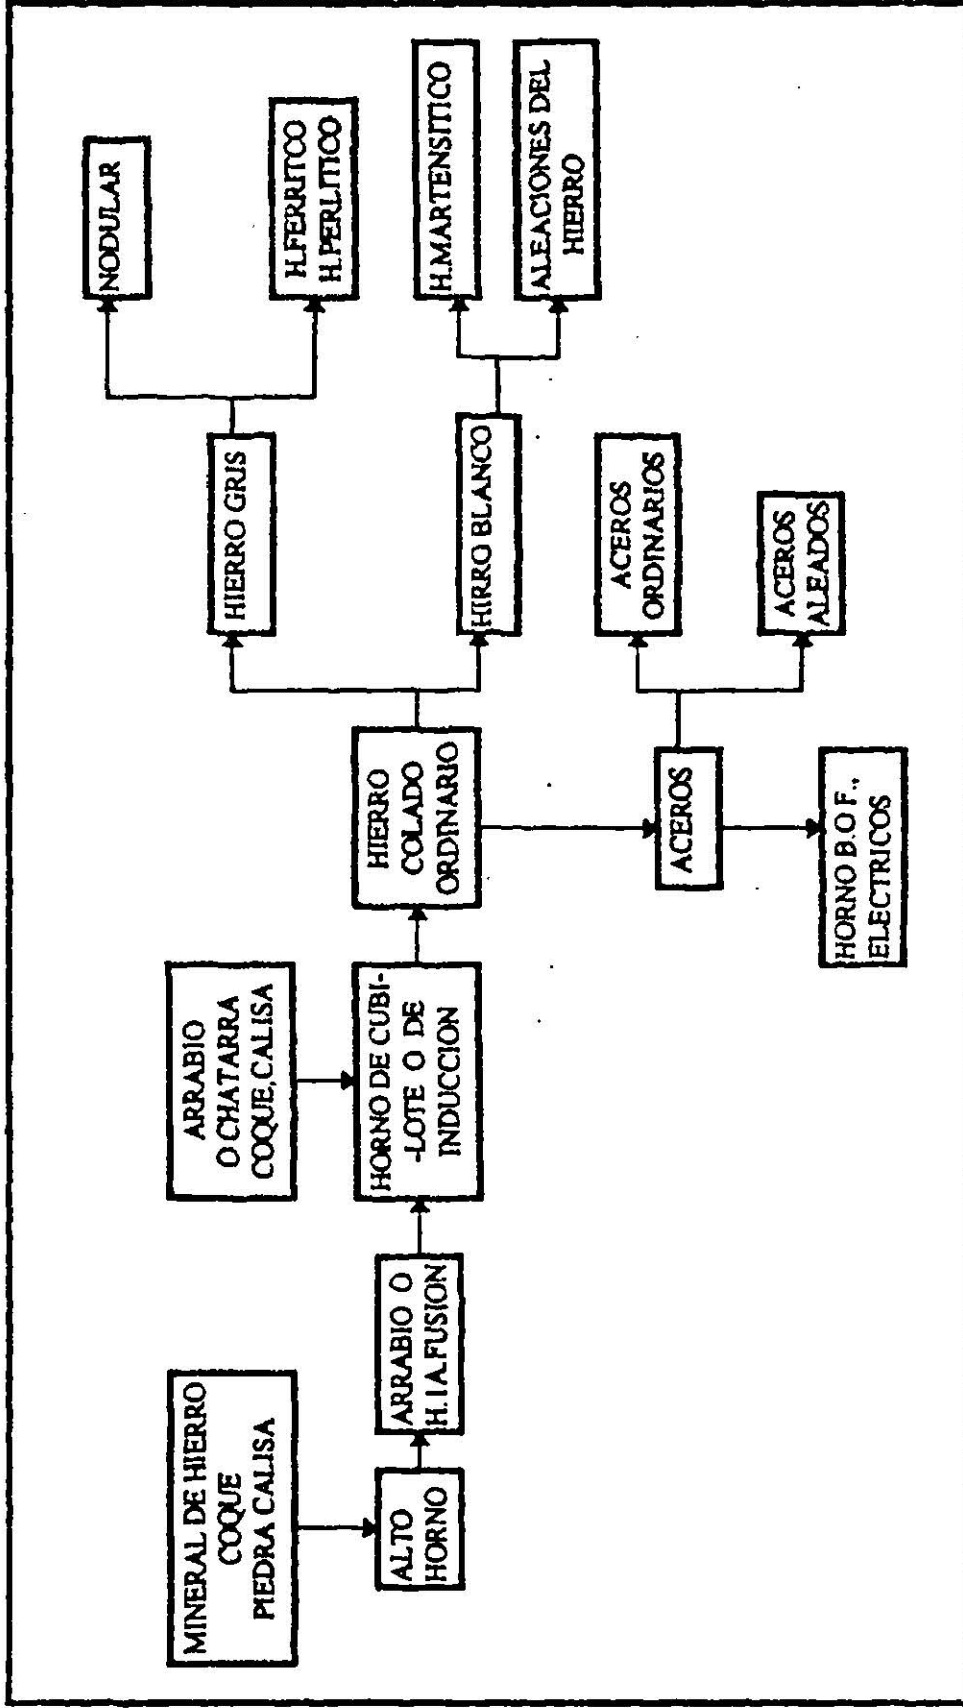 MINERAL DE HIERRO
COQUE
PIEDRA CALISA
ALTO
HORNO
ARRABIO O
H. 1A.FUSION
ARRABIO
O CHATARRA
COQUE,CALISA
HORNO DE CUBI-
-LOTE O DE
INDUCCION
HIERRO
COLADO
ORDINARIO
HIERRO GRIS
NODULAR
H.FERRITCO
H.PERLITICO
HIRRO BLANCO
H.MARTENSITICO
ALEACIONES DEL
HIERRO
ACEROS
ACEROS
ORDINARIOS
ACEROS
ALEADOS
HORNO B.O F.,
ELECTRICOS